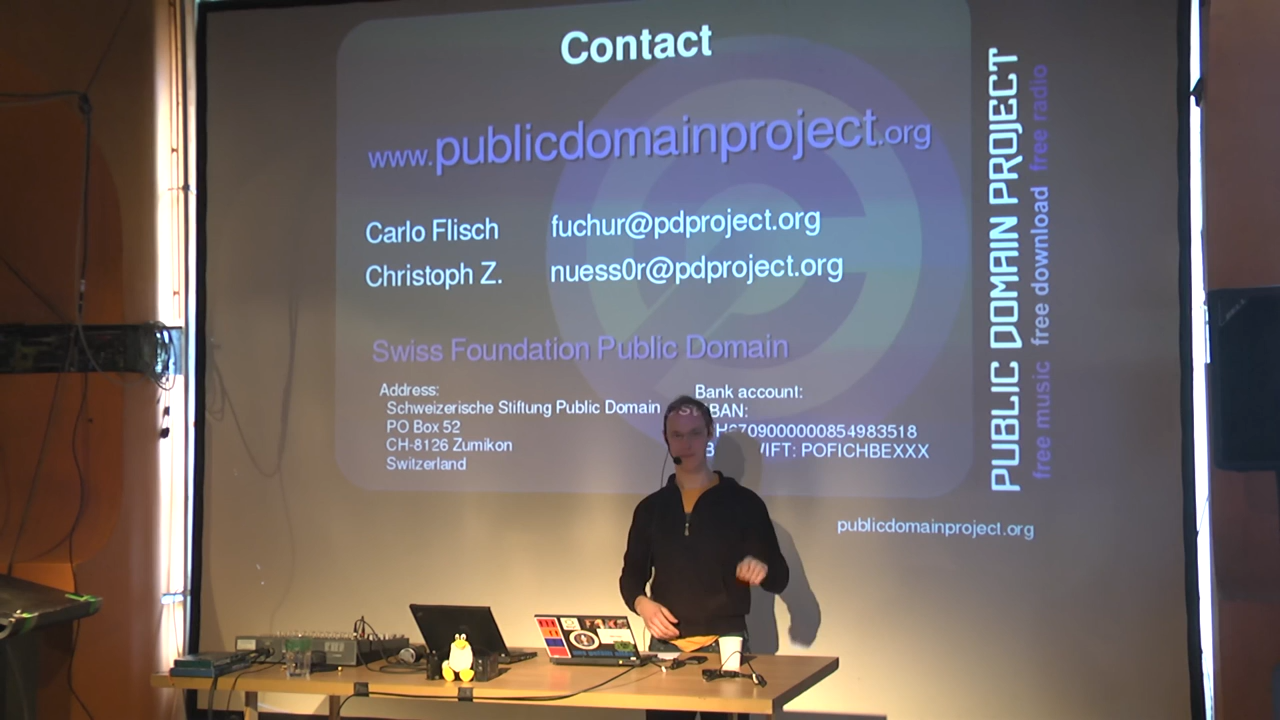 Contact
www.publicdomainproject.org
Carlo Flisch fuchur@pdproject.org
Christoph Z. nuess0r@pdproject.org
Swiss Foundation Public Domain
Address:
Schweizerische Stiftung Public Domain
PO Box 52
CH-8126 Zumikon
Switzerland
Bank account:
IBAN:
H3709000000854983518
SWIFT: POFICHBEXXX
PUBLIC DOMAIN PROJECT
free music free download free radio
publicdomainproject.org